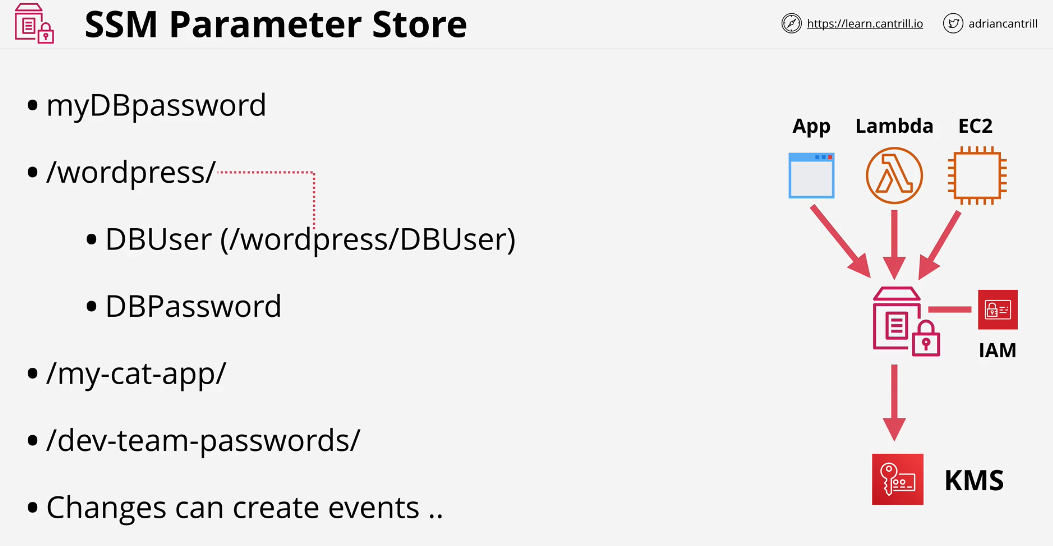 SSM Parameter Store
https://learn.cantrill.io
adriancantrill
• myDBpassword
• /wordpress/
• DBUser (/wordpress/DBUser)
• DBPassword
• /my-cat-app/
• /dev-team-passwords/
• Changes can create events ..
App Lambda EC2
IAM
KMS